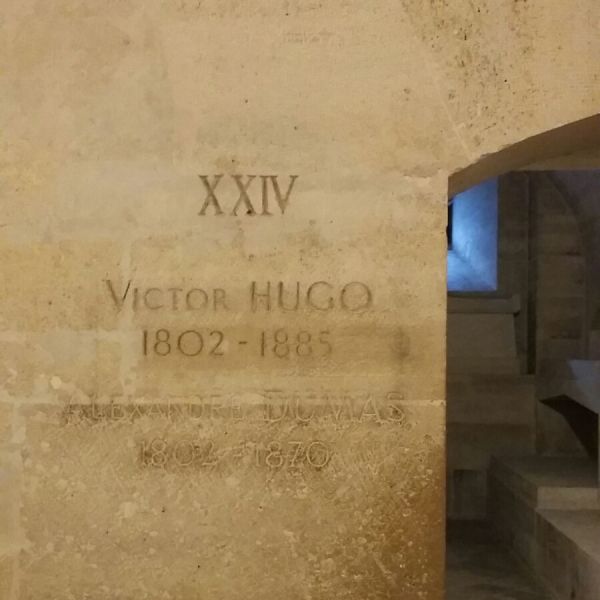 XXIV
VICTOR HUGO
1802 - 1885
ALEXANDRE DUMAS
1802 - 1870